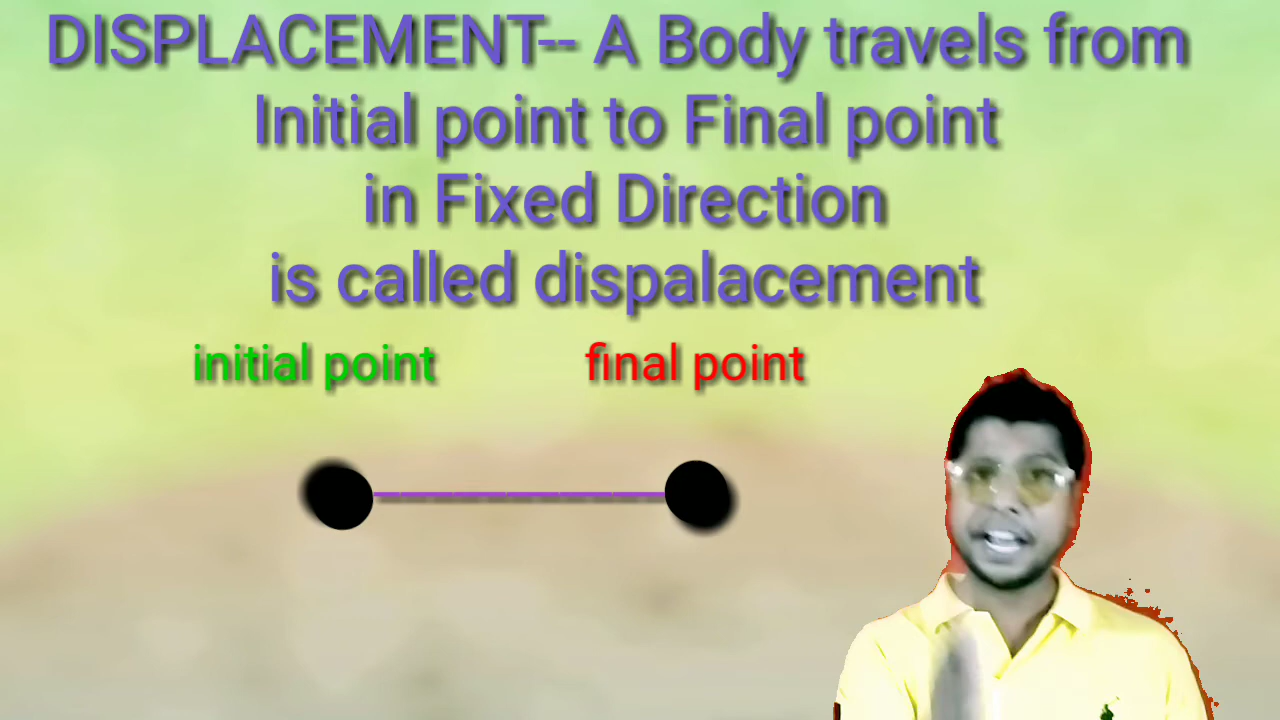 DISPLACEMENT-- A Body travels from
Initial point to Final point
in Fixed Direction
is called dispalacement
initial point final point